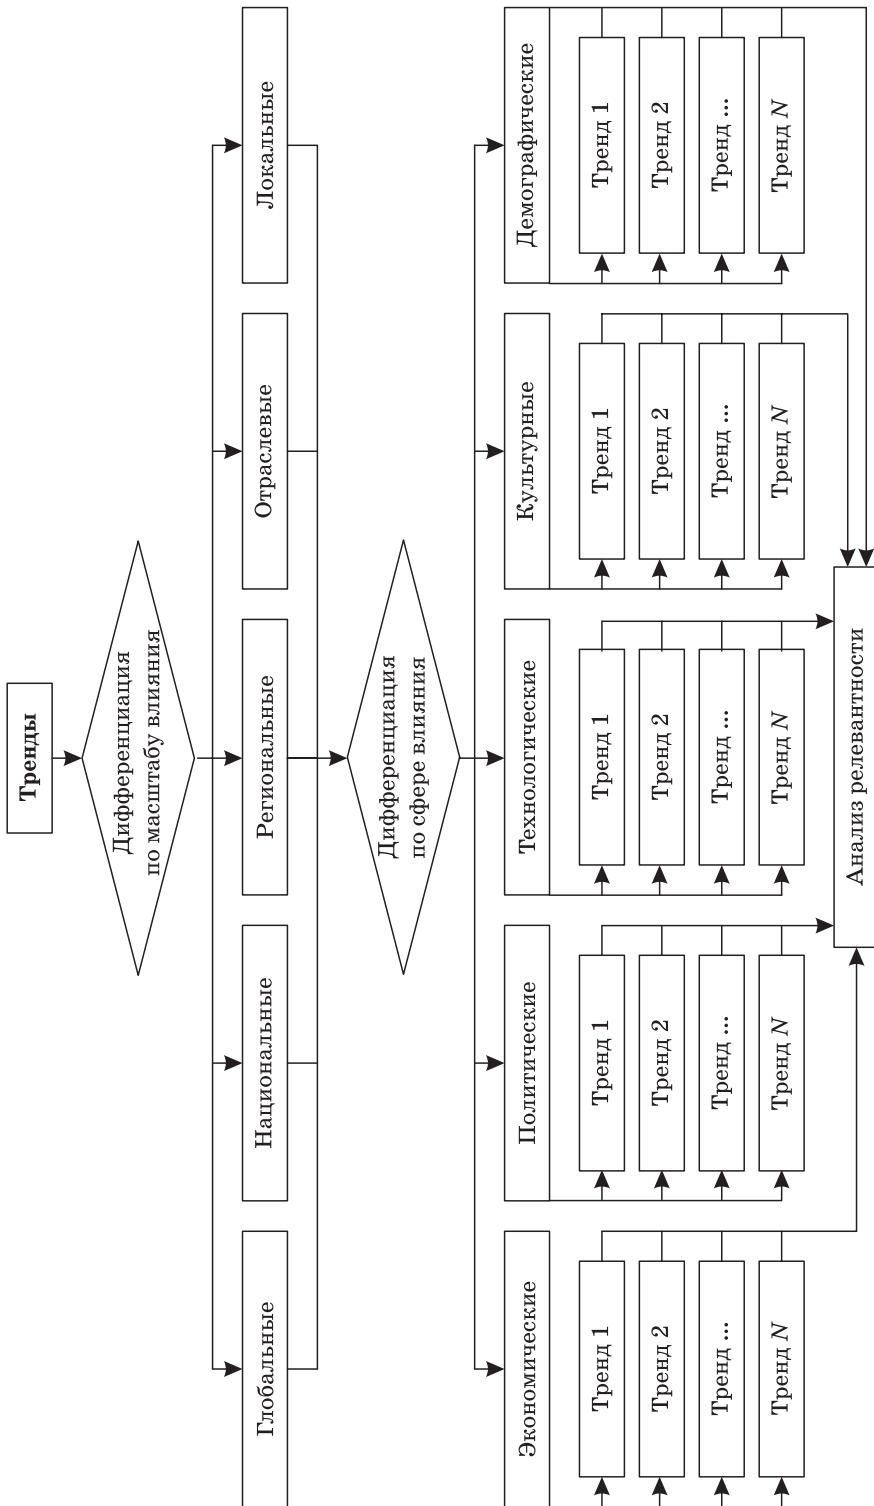 Тренды
Дифференциация
по масштабу влияния
Глобальные
Национальные
Региональные
Отраслевые
Локальные
Дифференциация
по сфере влияния
Экономические
Политические
Технологические
Культурные
Демографические
Тренд 1
Тренд 2
Тренд ...
Тренд N
Тренд 1
Тренд 2
Тренд ...
Тренд N
Тренд 1
Тренд 2
Тренд ...
Тренд N
Тренд 1
Тренд 2
Тренд ...
Тренд N
Тренд 1
Тренд 2
Тренд ...
Тренд N
Анализ релевантности